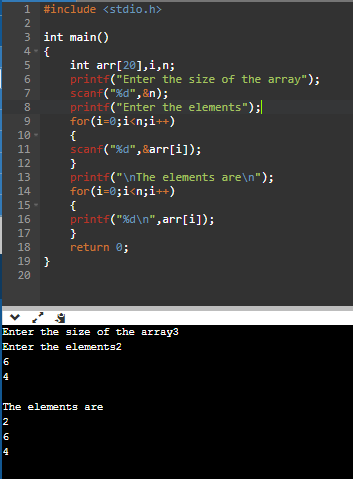 1 #include <stdio.h>
2
3 int main()
4 {
5 int arr[20],i,n;
6 printf("Enter the size of the array");
7 scanf("%d",&n);
8 printf("Enter the elements");
9 for(i=0;i<n;i++)
10 {
11 scanf("%d",&arr[i]);
12 }
13 printf("\nThe elements are\n");
14 for(i=0;i<n;i++)
15 {
16 printf("%d\n",arr[i]);
17 }
18 return 0;
19 }
20
Enter the size of the array3
Enter the elements2
6
4
The elements are
2
6
4